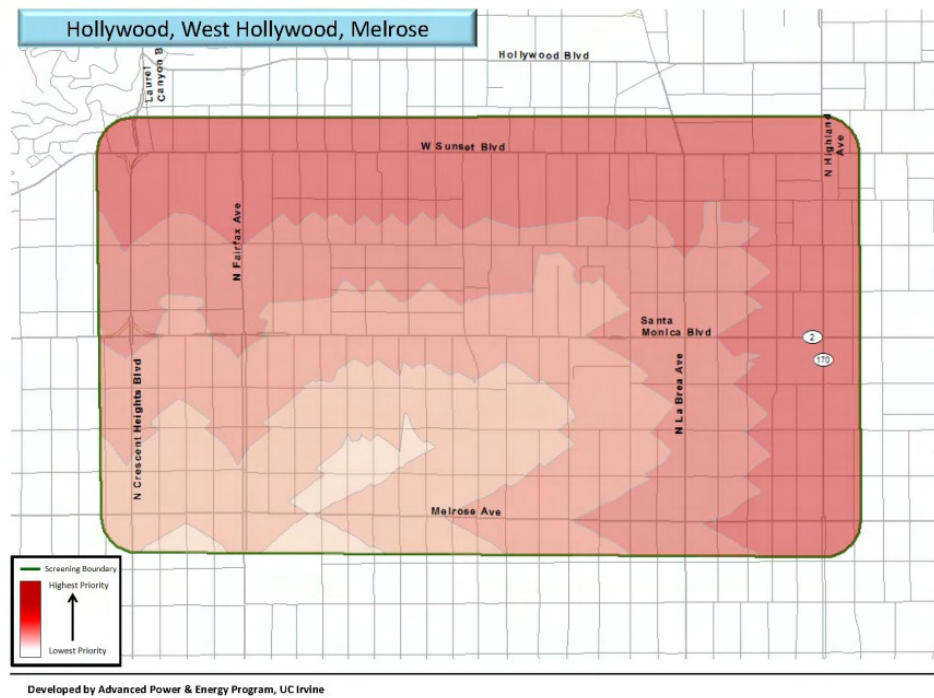 Hollywood, West Hollywood, Melrose
Hollywood Blvd
Laurel
Canyon B
W Sunset Blvd
N Highland
Ave
N Fairfax Ave
Santa
Monica Blvd
2
170
N Crescent Heights Blvd
N La Brea Ave
Melrose Ave
Screening Boundary
Highest Priority
Lowest Priority
Developed by Advanced Power & Energy Program, UC Irvine